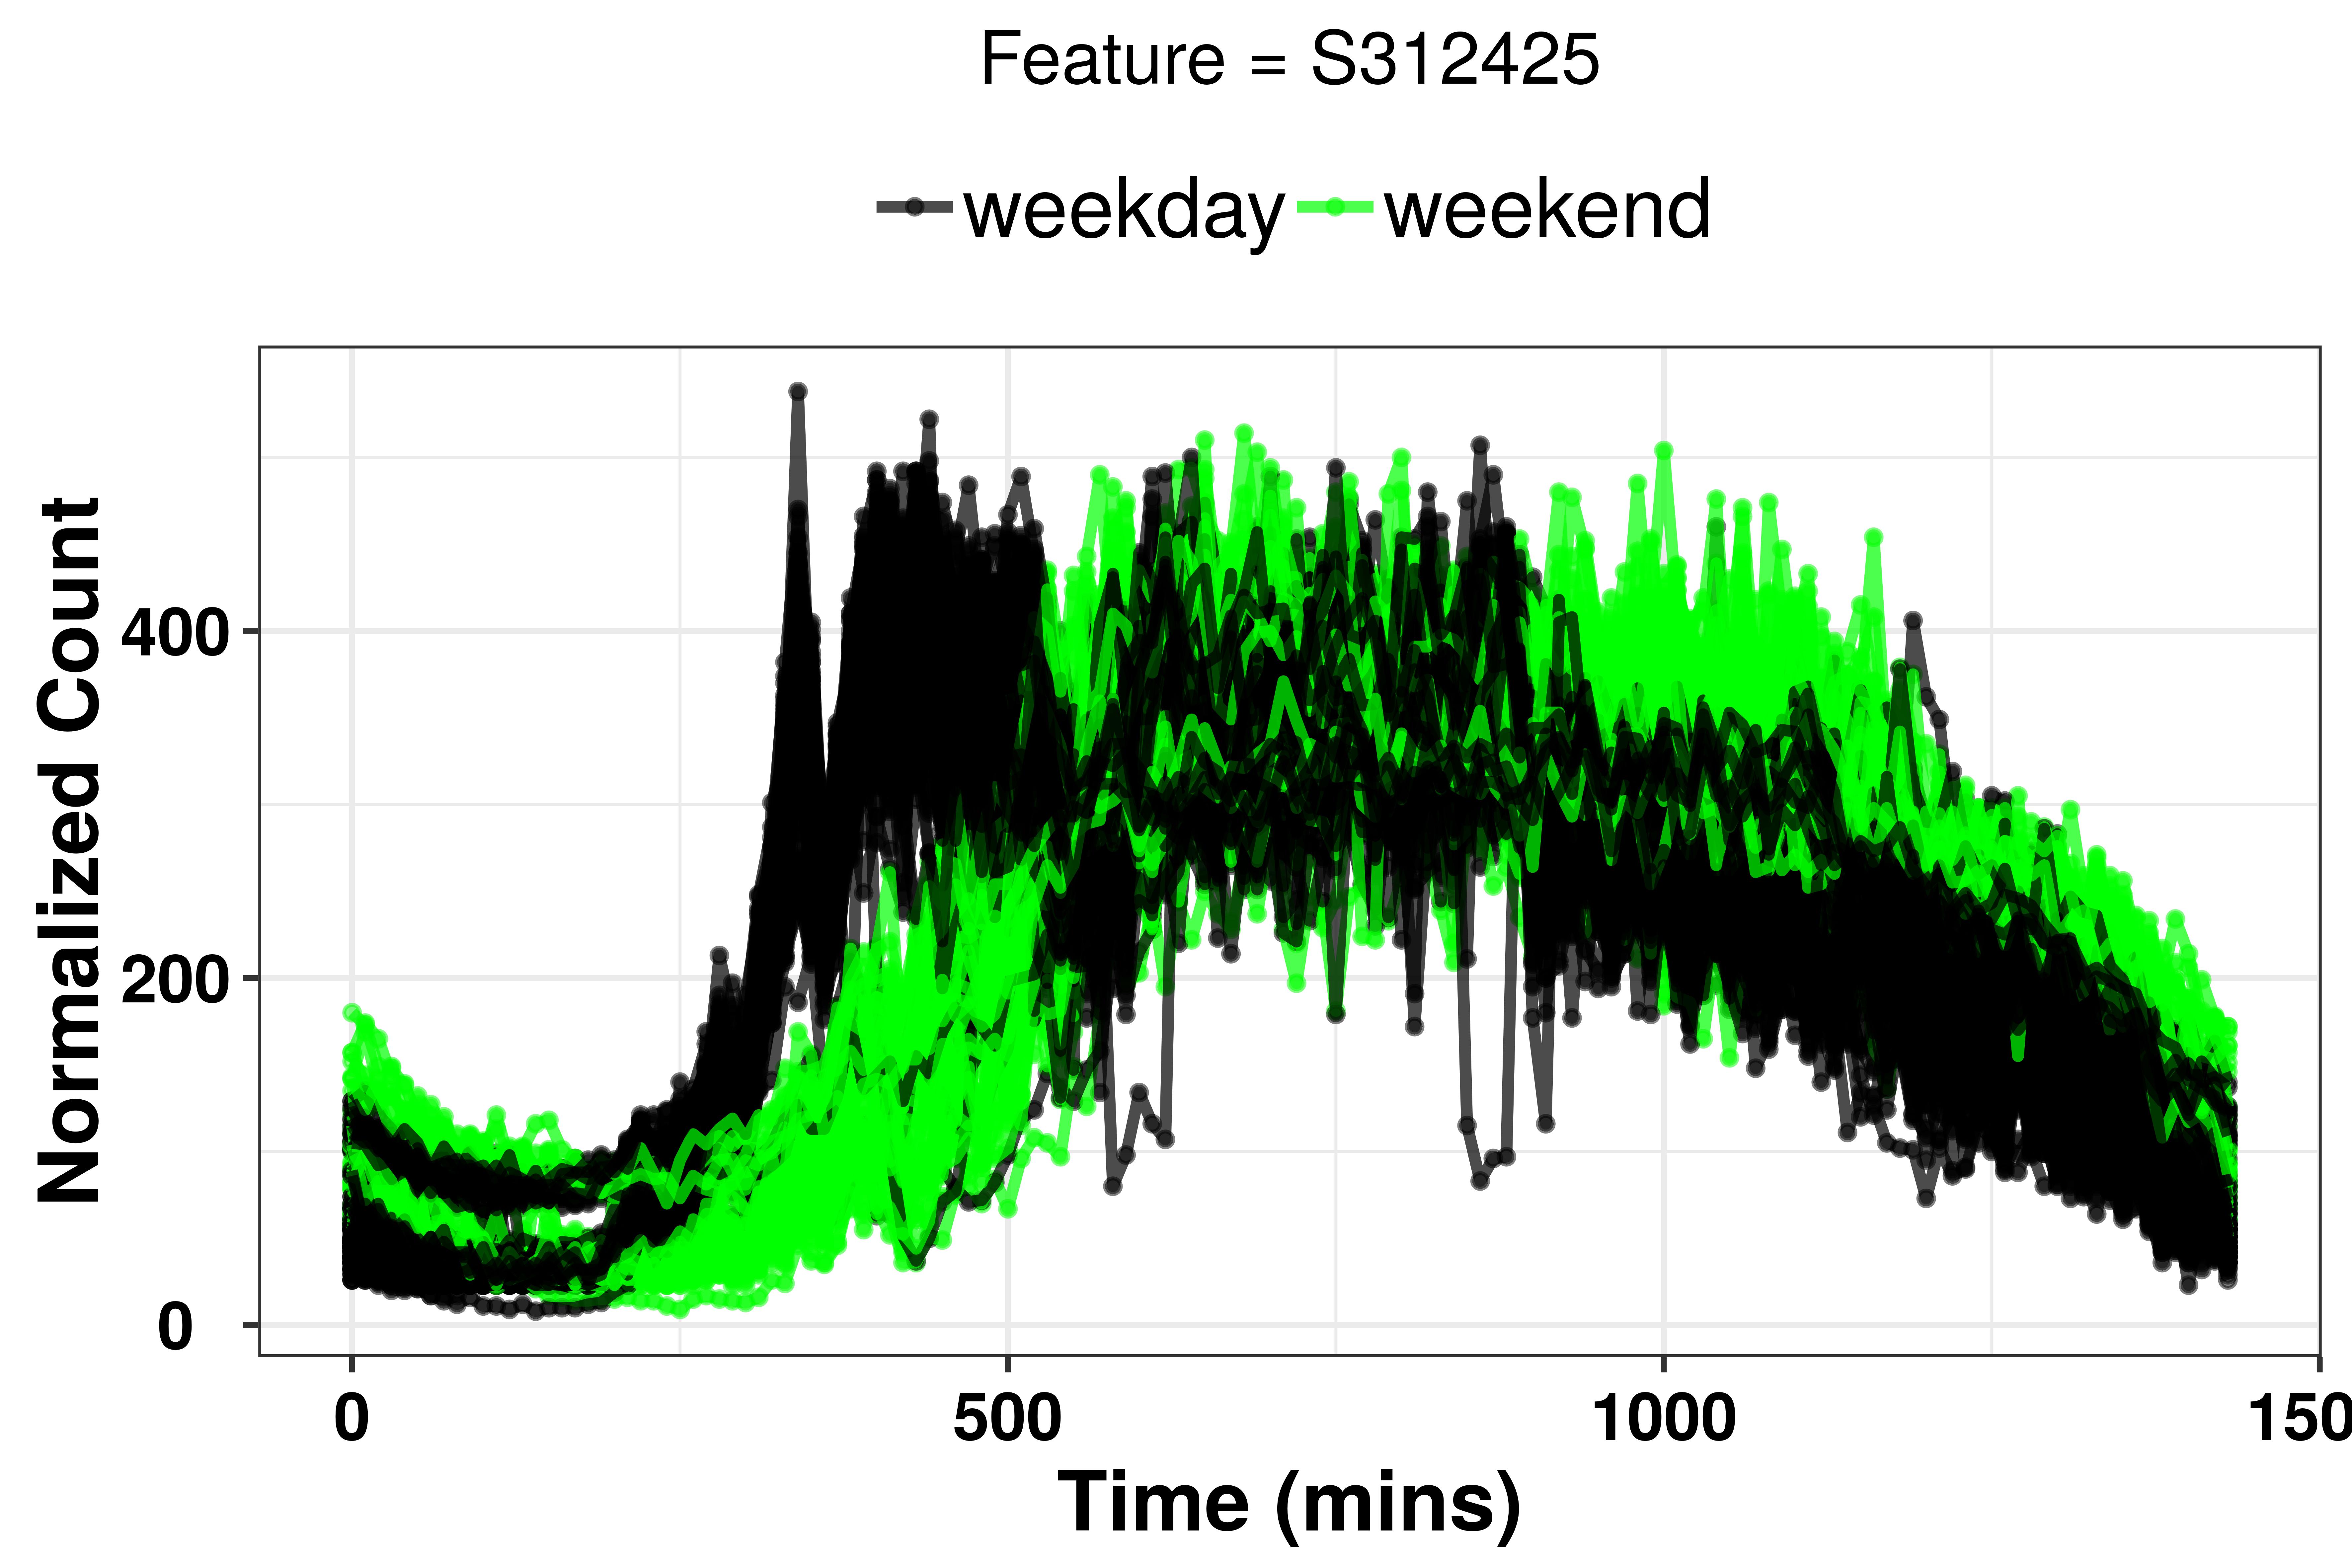 Feature = S312425
weekday weekend
Normalized Count
400
200
0
0 500 1000 150
Time (mins)